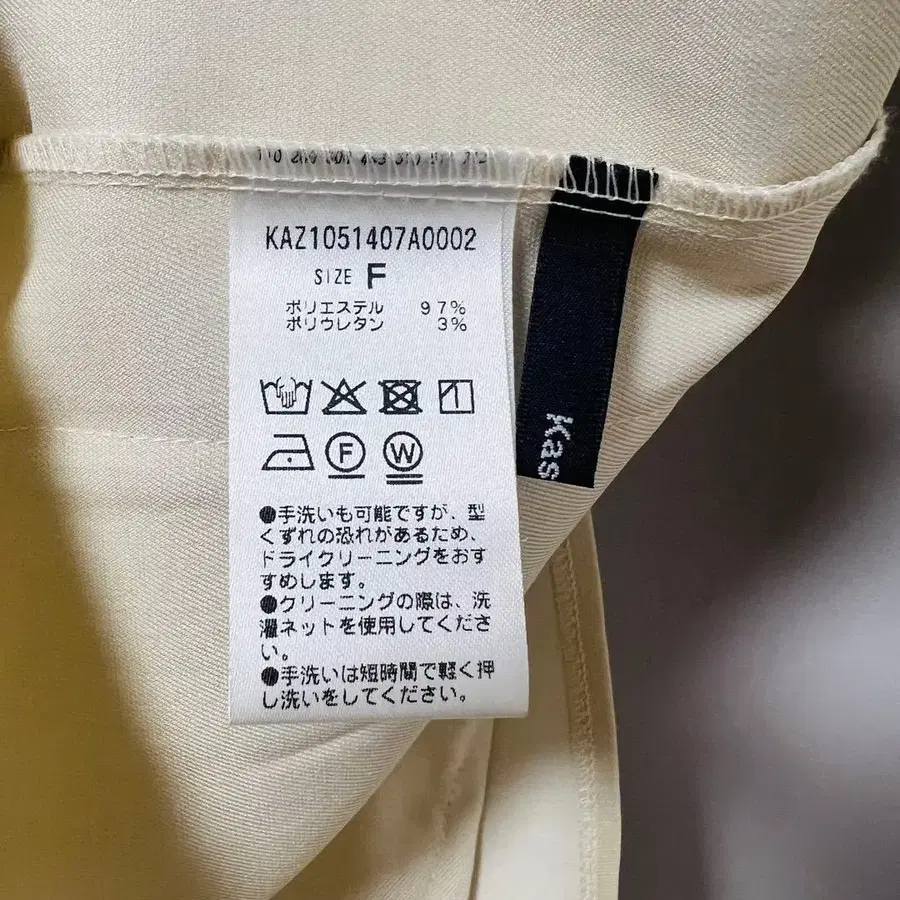 KAZ1051407A0002
SIZE F
ポリエステル 97%
ポリウレタン 3%
F W
Kas
●手洗いも可能ですが、型
くずれの恐れがあるため、
ドライクリーニングをおす
すめします。
●クリーニングの際は、洗
濯ネットを使用してくださ
い。
●手洗いは短時間で軽く押
し洗いをしてください。